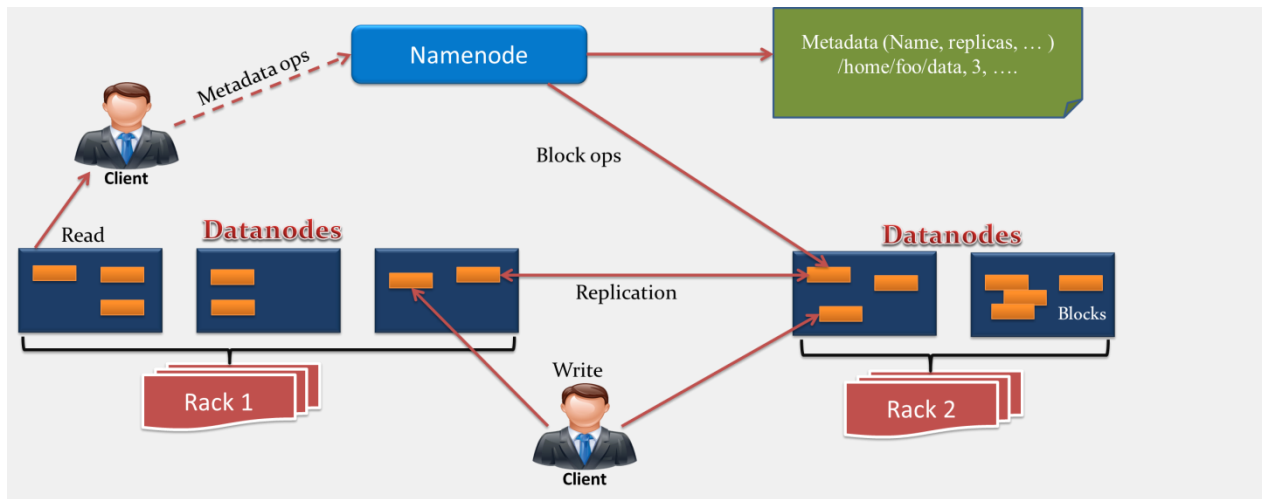 Namenode
Metadata (Name, replicas, … )
/home/foo/data, 3, ….
Metadata ops
Client
Block ops
Read
Datanodes
Datanodes
Replication
Blocks
Write
Rack 1
Rack 2
Client